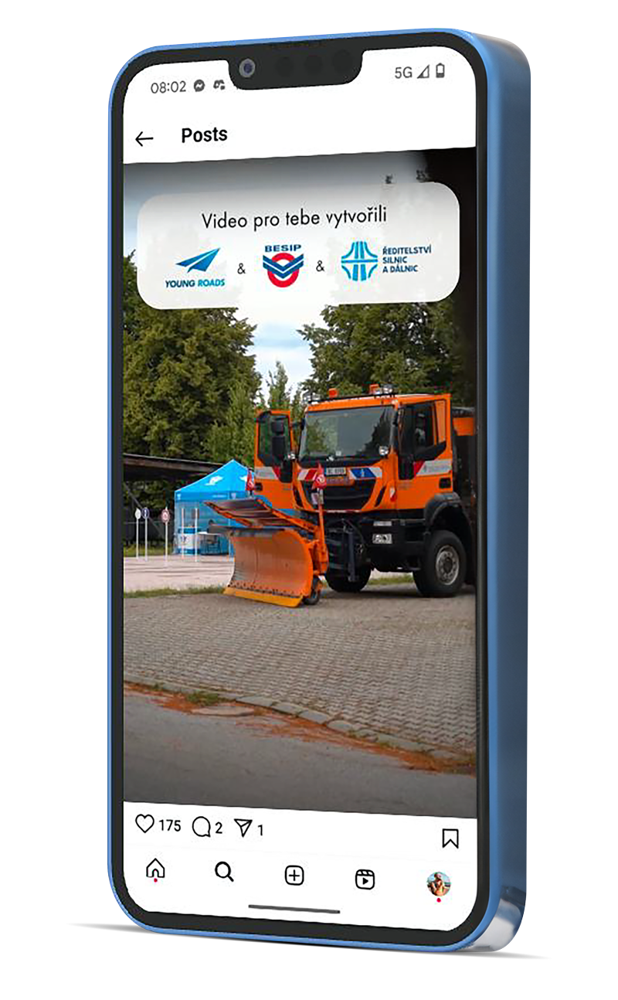 08:02
5G
Posts
Video pro tebe vytvořili
YOUNG ROADS
&
BESIP
&
ŘEDITELSTVÍ
SILNIC
A DÁLNIC
175
2
1